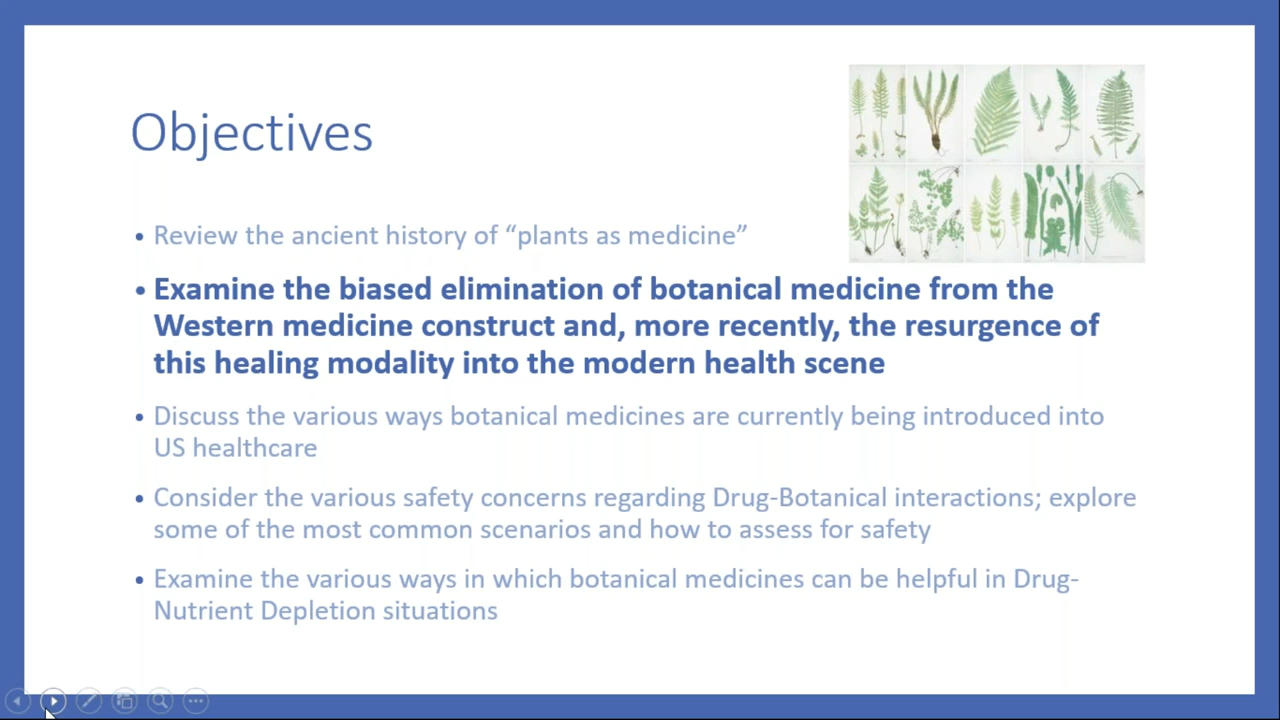 Objectives
• Review the ancient history of “plants as medicine”
• Examine the biased elimination of botanical medicine from the
Western medicine construct and, more recently, the resurgence of
this healing modality into the modern health scene
• Discuss the various ways botanical medicines are currently being introduced into
US healthcare
• Consider the various safety concerns regarding Drug-Botanical interactions; explore
some of the most common scenarios and how to assess for safety
• Examine the various ways in which botanical medicines can be helpful in Drug-
Nutrient Depletion situations